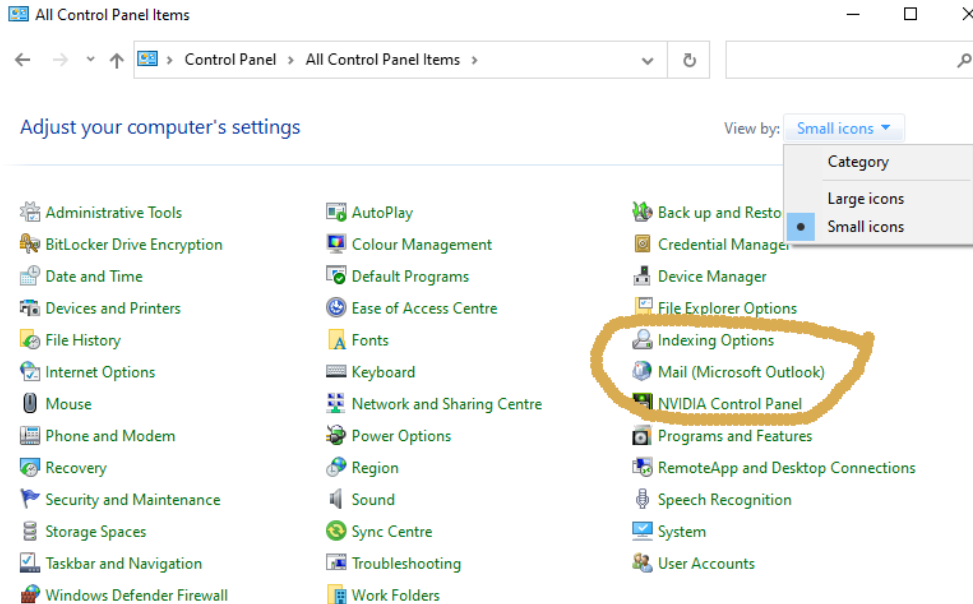 All Control Panel Items
Control Panel > All Control Panel Items >
Adjust your computer's settings
View by: Small icons
Category
Large icons
Small icons
Administrative Tools
AutoPlay
Back up and Resto
BitLocker Drive Encryption
Colour Management
Credential Manager
Date and Time
Default Programs
Device Manager
Devices and Printers
Ease of Access Centre
File Explorer Options
File History
Fonts
Indexing Options
Internet Options
Keyboard
Mail (Microsoft Outlook)
Mouse
Network and Sharing Centre
NVIDIA Control Panel
Phone and Modem
Power Options
Programs and Features
Recovery
Region
RemoteApp and Desktop Connections
Security and Maintenance
Sound
Speech Recognition
Storage Spaces
Sync Centre
System
Taskbar and Navigation
Troubleshooting
User Accounts
Windows Defender Firewall
Work Folders